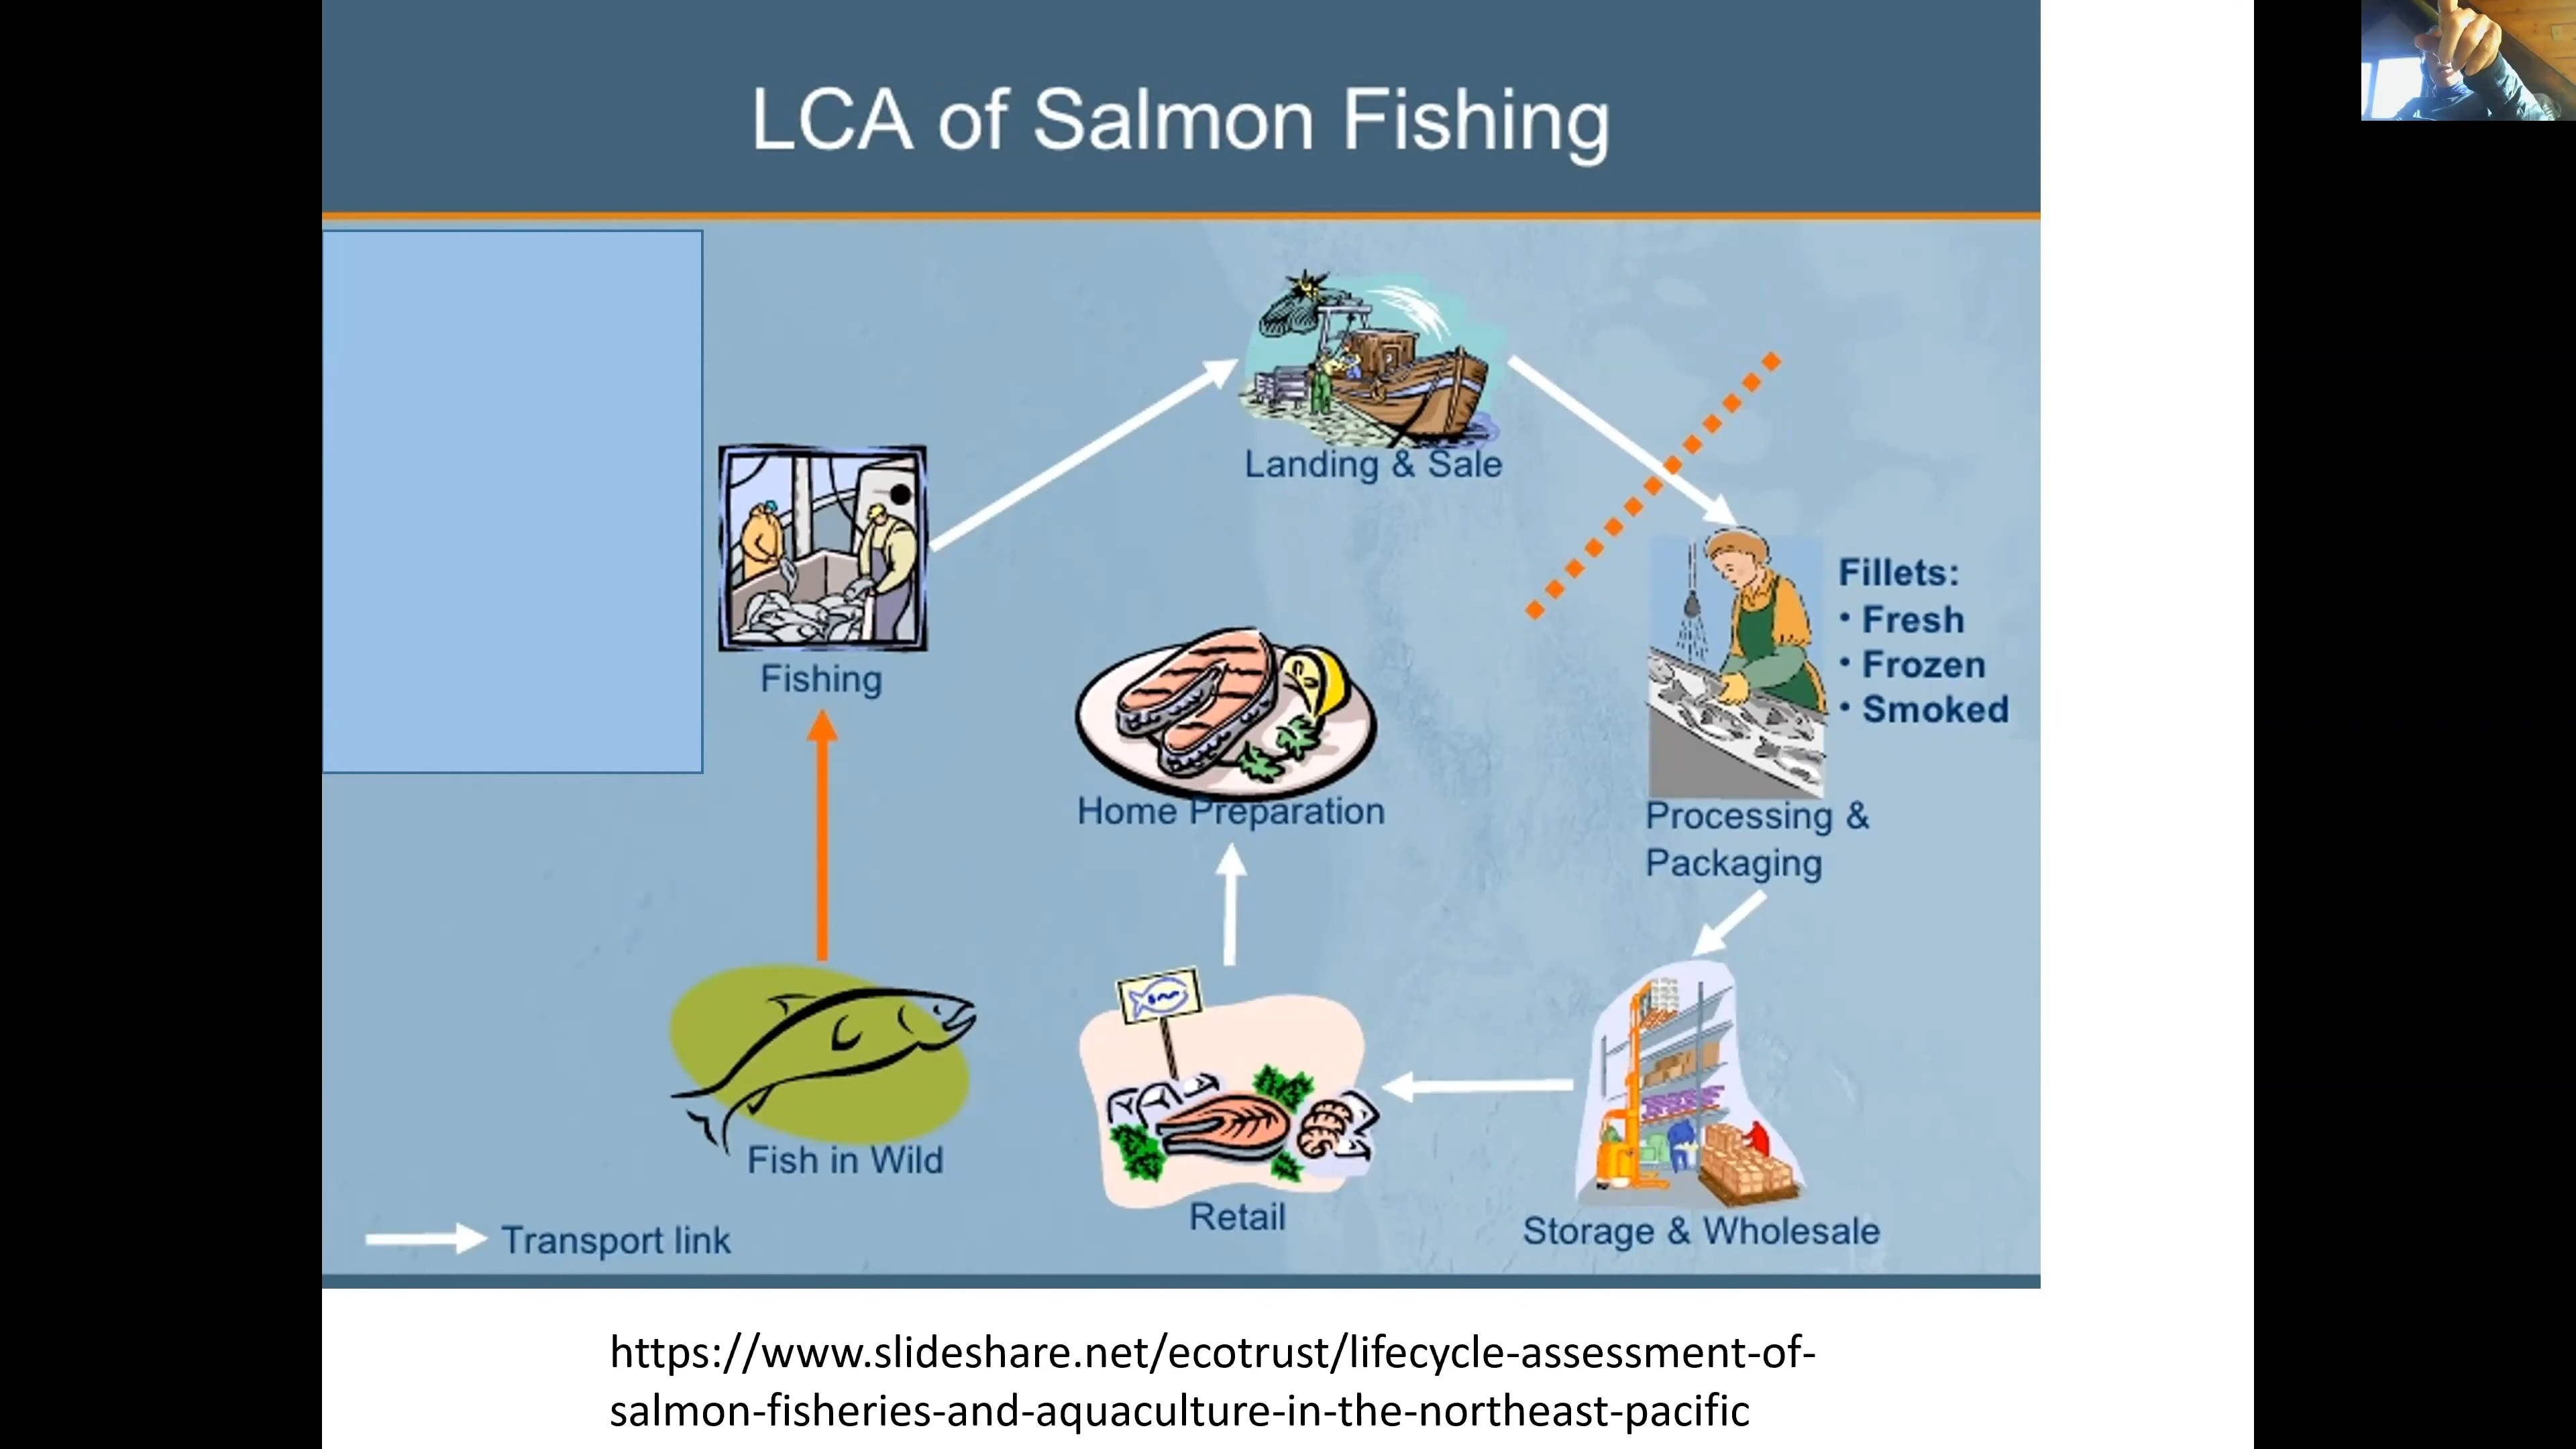 LCA of Salmon Fishing
Landing & Sale
Fishing
Fillets:
• Fresh
• Frozen
• Smoked
Home Preparation
Processing &
Packaging
Fish in Wild
Retail
Storage & Wholesale
Transport link
https://www.slideshare.net/ecotrust/lifecycle-assessment-of-
salmon-fisheries-and-aquaculture-in-the-northeast-pacific